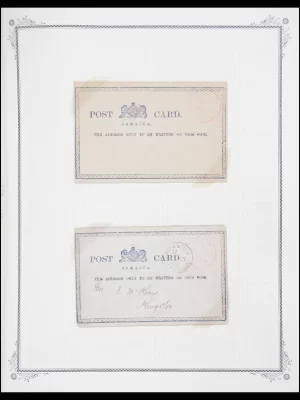 POST CARD.
JAMAICA.
THE ADDRESS ONLY TO BE WRITTEN ON THIS SIDE.
POST CARD.
JAMAICA.
THE ADDRESS ONLY TO BE WRITTEN ON THIS SIDE.
Kingston